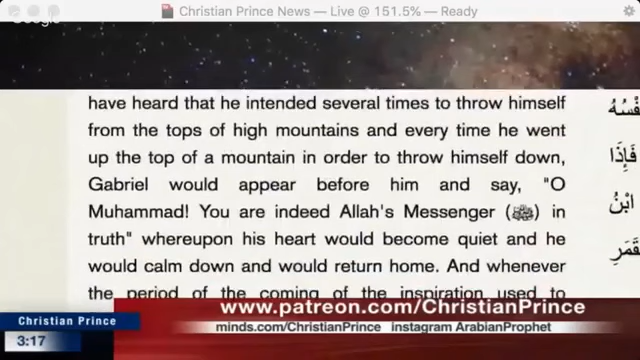 Christian Prince News — Live @ 151.5% — Ready
Google
have heard that he intended several times to throw himself
from the tops of high mountains and every time he went
up the top of a mountain in order to throw himself down,
Gabriel would appear before him and say, "O
Muhammad! You are indeed Allah's Messenger (ﷺ) in
truth" whereupon his heart would become quiet and he
would calm down and would return home. And whenever
the period of the coming of the inspiration used to
فَإِذَا
ابْنُ
www.patreon.com/ChristianPrince
minds.com/ChristianPrince instagram ArabianProphet
Christian Prince
3:17